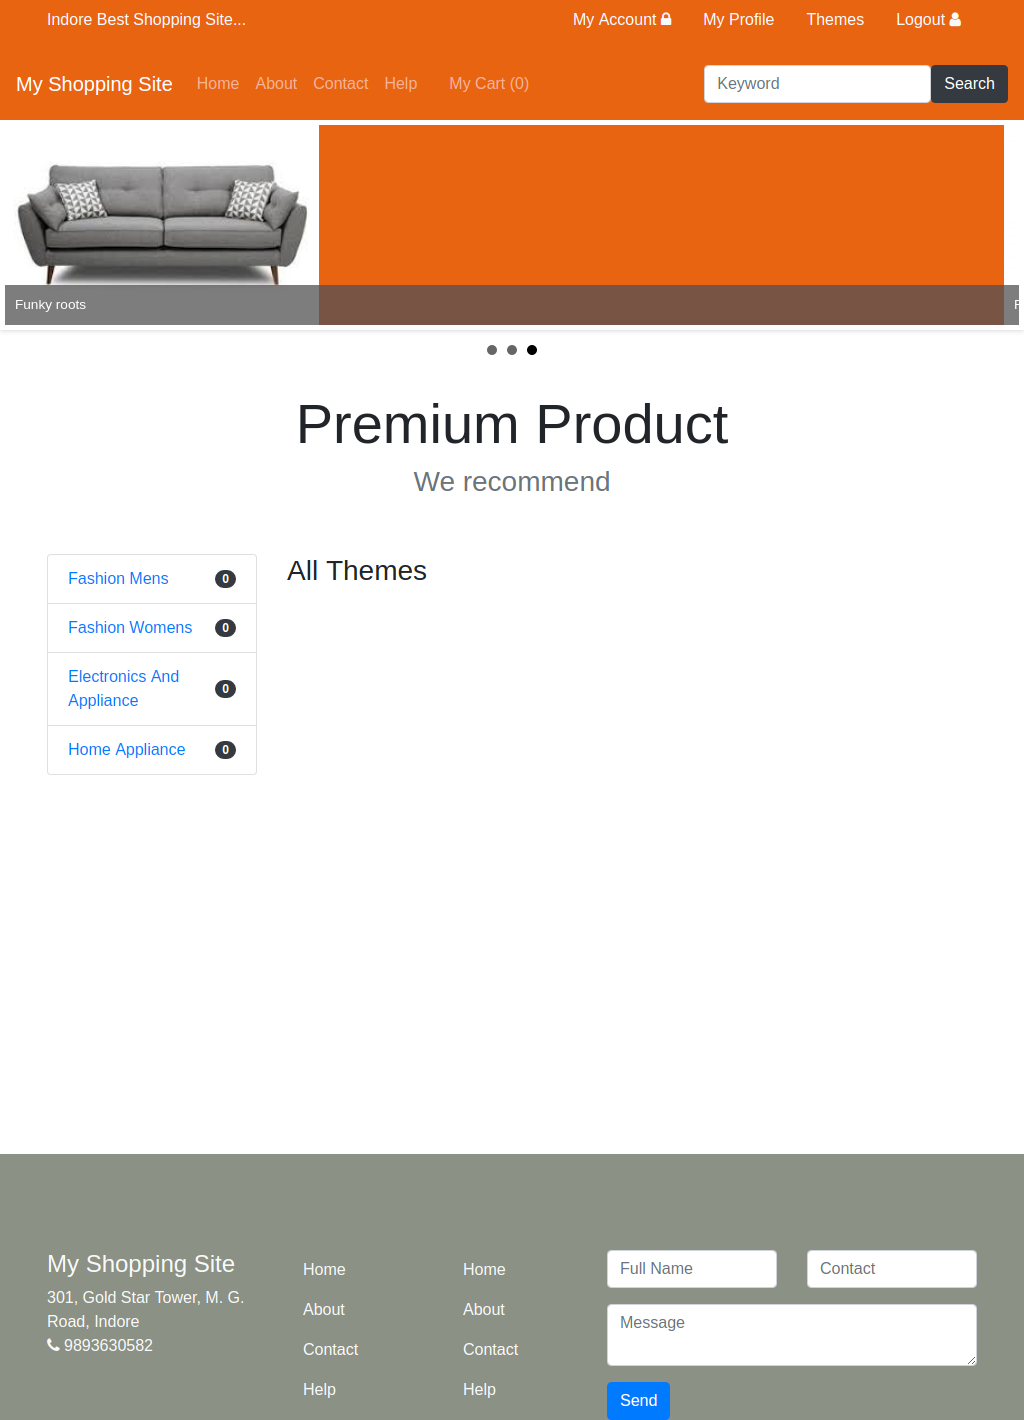 Indore Best Shopping Site...
My Account
My Profile
Themes
Logout
My Shopping Site
Home
About
Contact
Help
My Cart (0)
Keyword
Search
Funky roots
Premium Product
We recommend
Fashion Mens 0
Fashion Womens 0
Electronics And
Appliance 0
Home Appliance 0
All Themes
My Shopping Site
301, Gold Star Tower, M. G.
Road, Indore
9893630582
Home
About
Contact
Help
Home
About
Contact
Help
Full Name
Contact
Message
Send